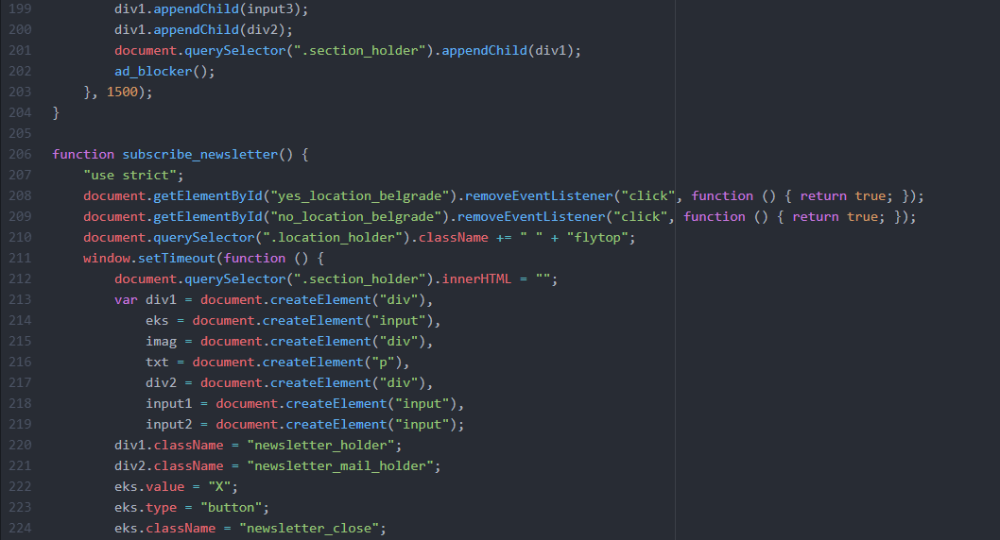 199 div1.appendChild(input3);
200 div1.appendChild(div2);
201 document.querySelector(".section_holder").appendChild(div1);
202 ad_blocker();
203 }, 1500);
204 }
205
206 function subscribe_newsletter() {
207 "use strict";
208 document.getElementById("yes_location_belgrade").removeEventListener("click", function () { return true; });
209 document.getElementById("no_location_belgrade").removeEventListener("click", function () { return true; });
210 document.querySelector(".location_holder").className += " " + "flytop";
211 window.setTimeout(function () {
212 document.querySelector(".section_holder").innerHTML = "";
213 var div1 = document.createElement("div"),
214 eks = document.createElement("input"),
215 imag = document.createElement("div"),
216 txt = document.createElement("p"),
217 div2 = document.createElement("div"),
218 input1 = document.createElement("input"),
219 input2 = document.createElement("input");
220 div1.className = "newsletter_holder";
221 div2.className = "newsletter_mail_holder";
222 eks.value = "X";
223 eks.type = "button";
224 eks.className = "newsletter_close";